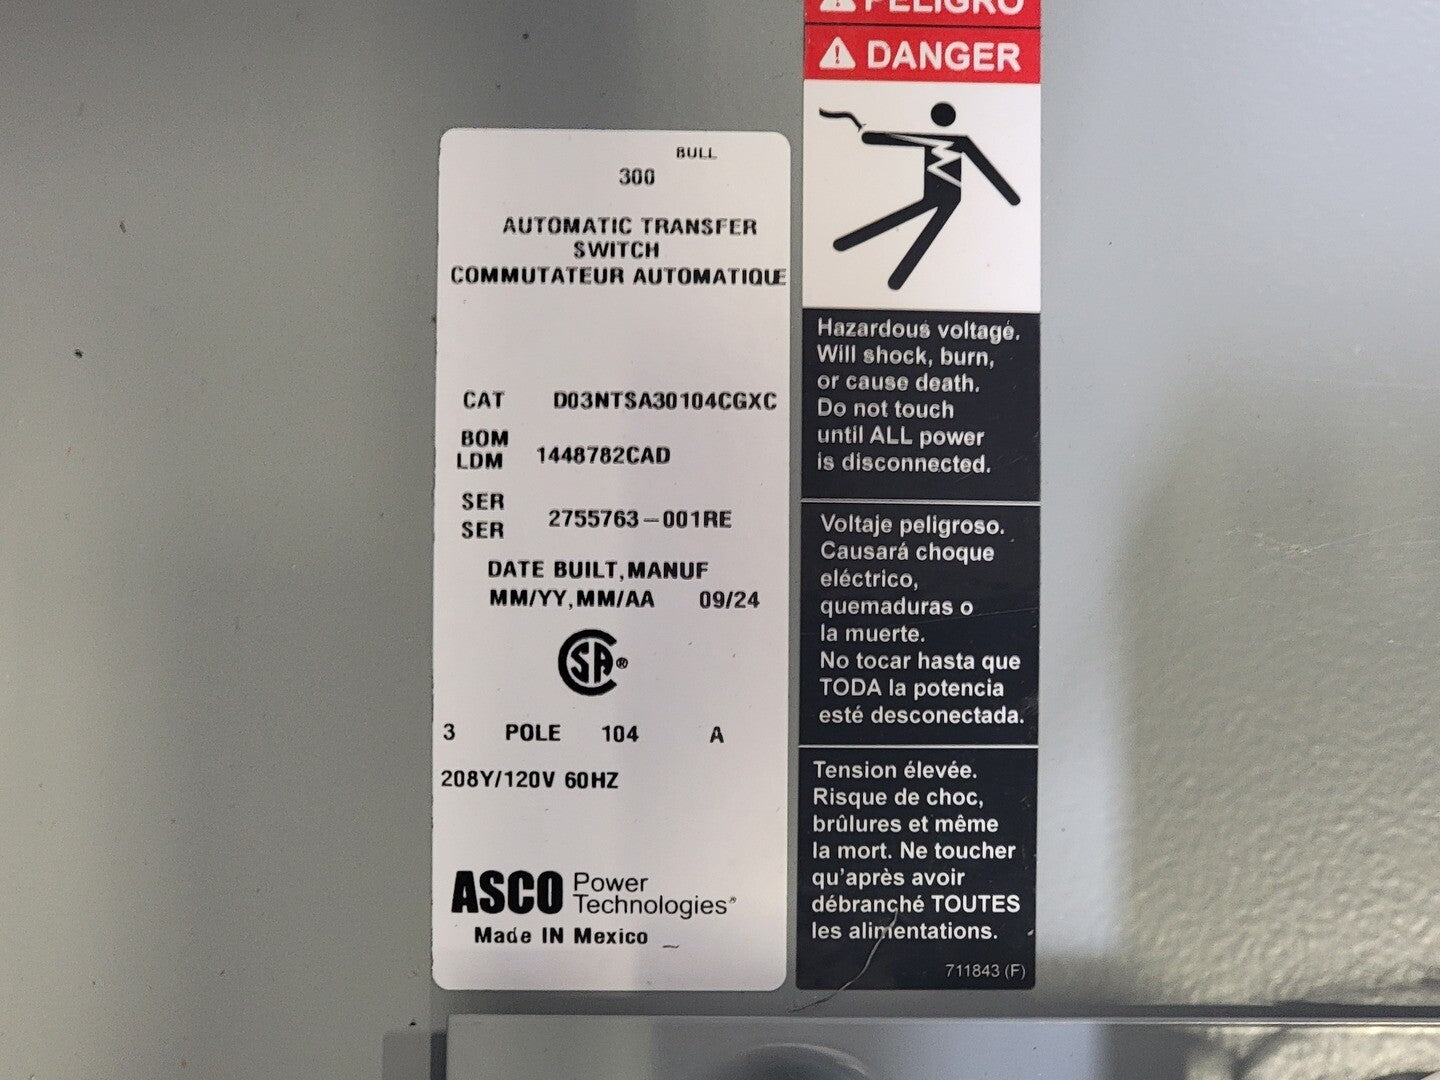 BULL
300
AUTOMATIC TRANSFER
SWITCH
COMMUTATEUR AUTOMATIQUE
CAT D03NTSA30104CGXC
BOM
LDM 1448782CAD
SER
SER 2755763-001RE
DATE BUILT,MANUF
MM/YY,MM/AA 09/24
CSA®
3 POLE 104 A
208Y/120V 60HZ
ASCO Power
Technologies®
Made IN Mexico
PELIGRO
DANGER
Hazardous voltage.
Will shock, burn,
or cause death.
Do not touch
until ALL power
is disconnected.
Voltaje peligroso.
Causará choque
eléctrico,
quemaduras o
la muerte.
No tocar hasta que
TODA la potencia
esté desconectada.
Tension élevée.
Risque de choc,
brûlures et même
la mort. Ne toucher
qu'après avoir
débranché TOUTES
les alimentations.
711843 (F)